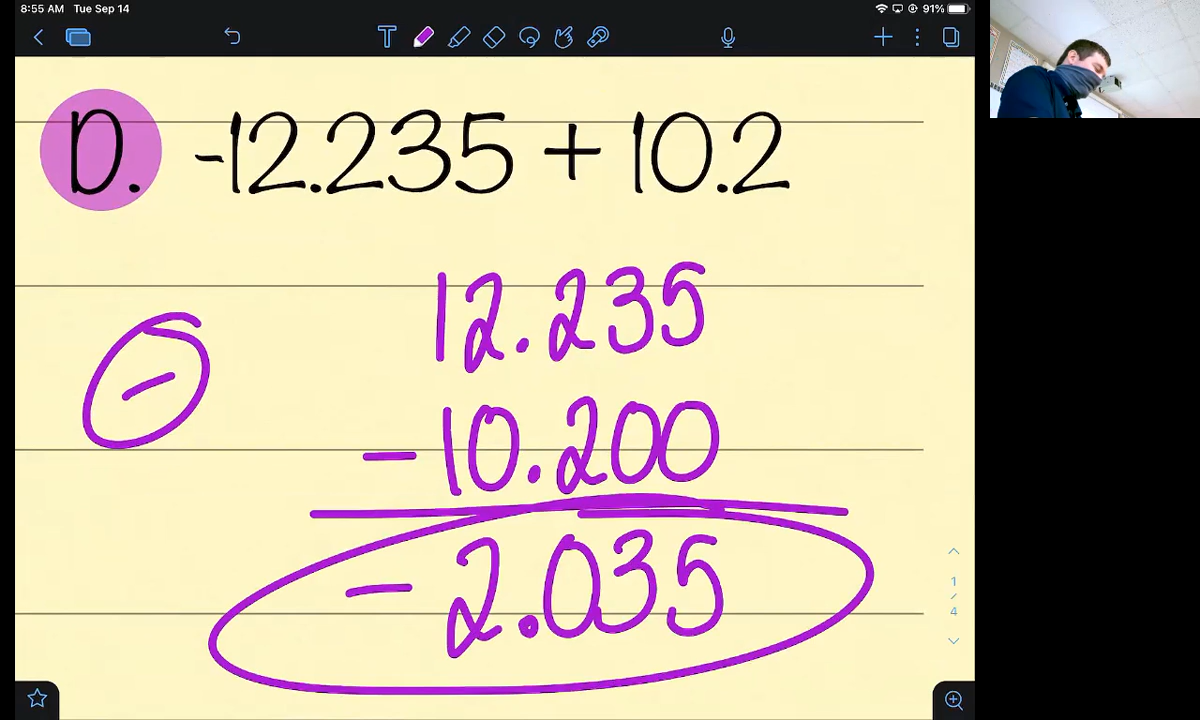 8:55 AM Tue Sep 14
91%
T
D. -12.235 + 10.2
12.235
-
- 10.200
- 2.035
1
/
4